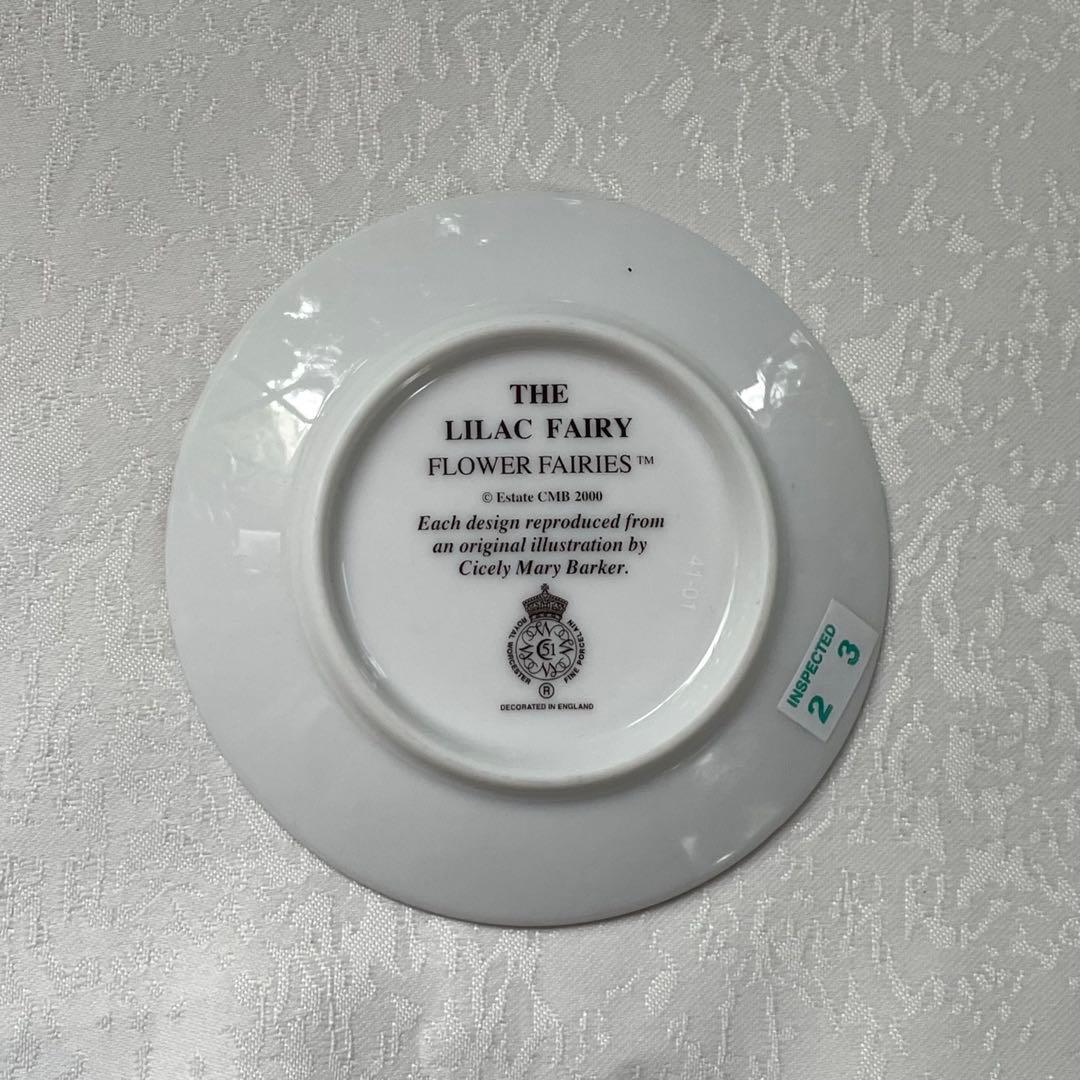 THE
LILAC FAIRY
FLOWER FAIRIES™
© Estate CMB 2000
Each design reproduced from
an original illustration by
Cicely Mary Barker.
ROYAL WORCESTER
FINE PORCELAIN
51
®
DECORATED IN ENGLAND
41-01
INSPECTED
2 3